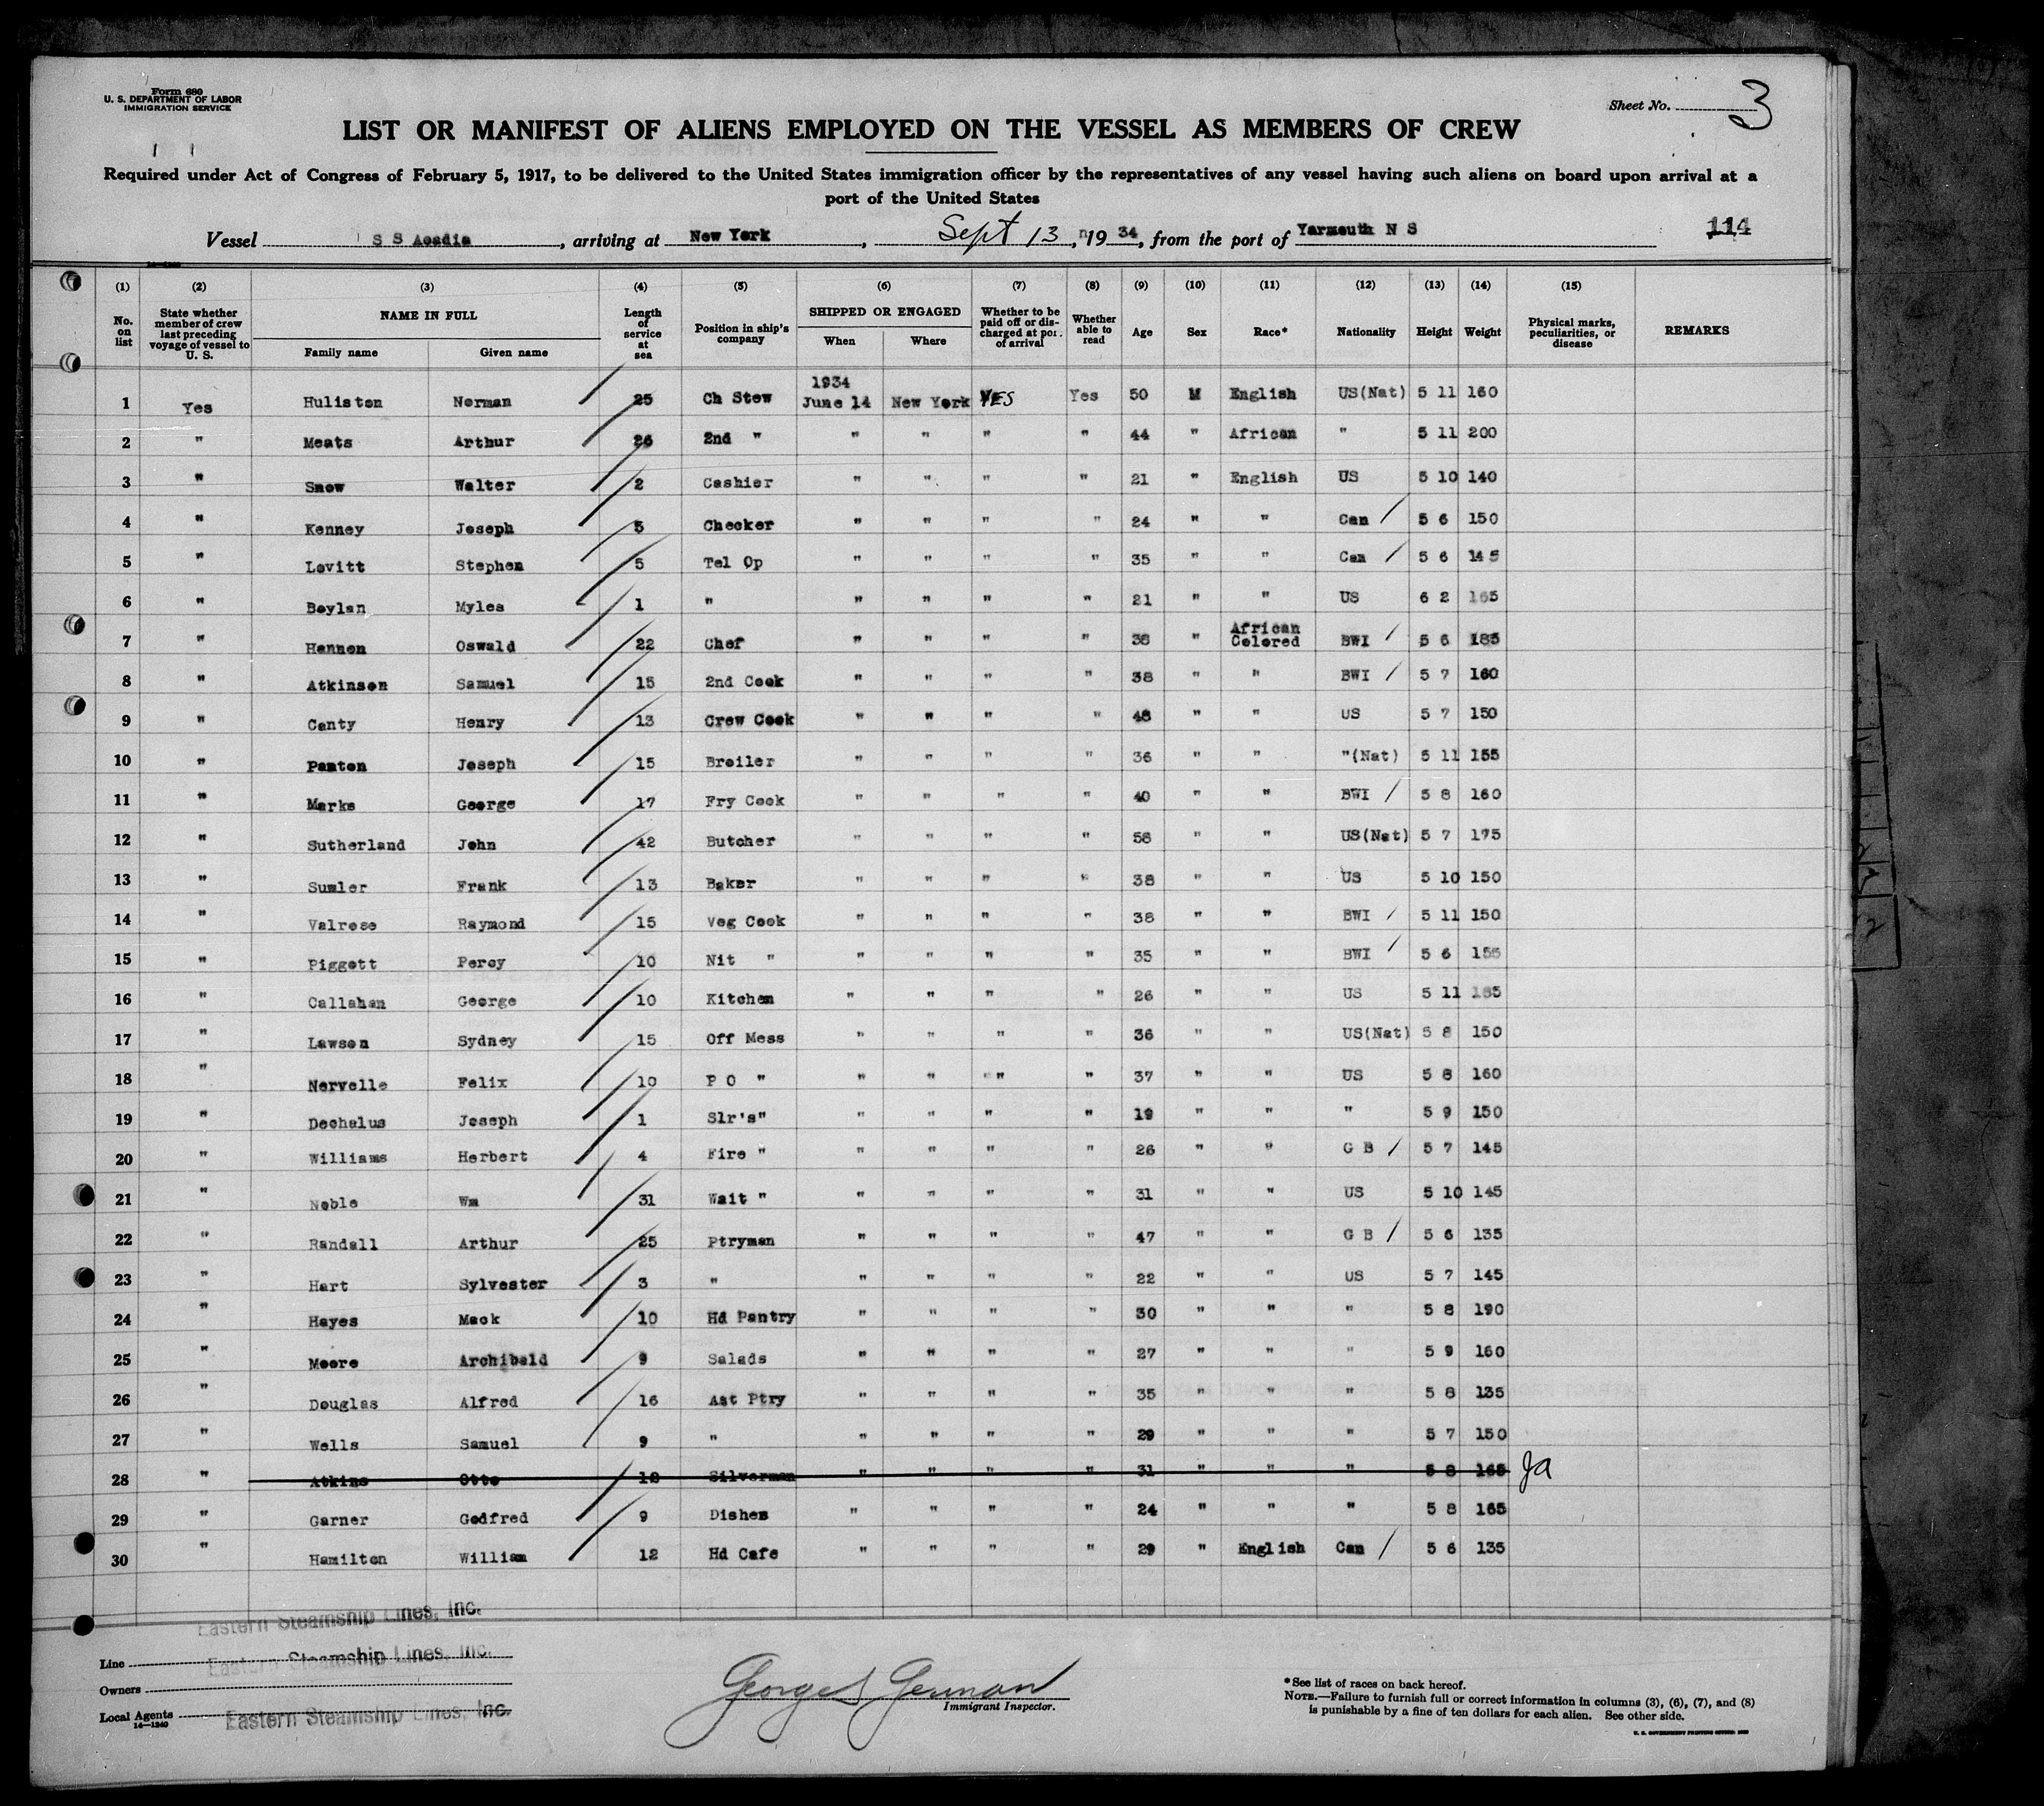 Form 680
U. S. DEPARTMENT OF LABOR
IMMIGRATION SERVICE
Sheet No. 3
LIST OR MANIFEST OF ALIENS EMPLOYED ON THE VESSEL AS MEMBERS OF CREW
Required under Act of Congress of February 5, 1917, to be delivered to the United States immigration officer by the representatives of any vessel having such aliens on board upon arrival at a
port of the United States
Vessel S S Acadia, arriving at New York, Sept 13, 1934, from the port of Yarmouth N S 114
(1) (2) (3) (4) (5) (6) (7) (8) (9) (10) (11) (12) (13) (14) (15)
No. on list
State whether member of crew last preceding voyage of vessel to U. S.
NAME IN FULL
Family name Given name
Length of service at sea
Position in ship's company
SHIPPED OR ENGAGED
When Where
Whether to be paid off or discharged at port of arrival
Whether able to read
Age Sex Race* Nationality Height Weight
Physical marks, peculiarities, or disease
REMARKS
1 Yes Huliston Norman 25 Ch Stew 1934 June 14 New York YES Yes 50 M English US(Nat) 5 11 160
2 " Meats Arthur 26 2nd " " " " " 44 " African " 5 11 200
3 " Snow Walter 2 Cashier " " " " 21 " English US 5 10 140
4 " Kenney Joseph 5 Checker " " " " 24 " " Can / 5 6 150
5 " Lovitt Stephen 5 Tel Op " " " " 35 " " Can / 5 6 145
6 " Boylan Myles 1 " " " " " 21 " " US 6 2 165
7 " Hannon Oswald 22 Chef " " " " 38 " African Colored BWI / 5 6 185
8 " Atkinson Samuel 15 2nd Cook " " " " 38 " " BWI / 5 7 160
9 " Canty Henry 13 Crew Cook " " " " 48 " " US 5 7 150
10 " Panton Joseph 15 Broiler " " " " 36 " " "(Nat) 5 11 155
11 " Marks George 17 Fry Cook " " " " 40 " " BWI / 5 8 160
12 " Sutherland John 42 Butcher " " " " 58 " " US(Nat) 5 7 175
13 " Sumler Frank 13 Baker " " " " 38 " " US 5 10 150
14 " Valrose Raymond 15 Veg Cook " " " " 38 " " BWI / 5 11 150
15 " Piggott Percy 10 Nit " " " " " 35 " " BWI / 5 6 155
16 " Callahan George 10 Kitchen " " " " 26 " " US 5 11 165
17 " Lawson Sydney 15 Off Mess " " " " 36 " " US(Nat) 5 8 150
18 " Nervelle Felix 10 P O " " " " " 37 " " US 5 8 160
19 " Dechalus Joseph 1 Slr's" " " " " 19 " " " 5 9 150
20 " Williams Herbert 4 Fire " " " " " 26 " " G B / 5 7 145
21 " Noble Wm 31 Wait " " " " " 31 " " US 5 10 145
22 " Randall Arthur 25 Ptryman " " " " 47 " " G B / 5 6 135
23 " Hart Sylvester 3 " " " " " 22 " " US 5 7 145
24 " Hayes Mack 10 Hd Pantry " " " " 30 " " " 5 8 190
25 " Moore Archibald 9 Salads " " " " 27 " " " 5 9 160
26 " Douglas Alfred 16 Ast Ptry " " " " 35 " " " 5 8 135
27 " Wells Samuel 9 " " " " " 29 " " " 5 7 150
28 " Atkins Otto 12 Silverman " " " " 31 " " " 5 8 165
29 " Garner Godfred 9 Dishes " " " " 24 " " " 5 8 165
30 " Hamilton William 12 Hd Cafe " " " " 29 " English Can / 5 6 135
Eastern Steamship Lines, Inc.
Line Eastern Steamship Lines, Inc.
Owners
Local Agents Eastern Steamship Lines, Inc.
14—1240
George S German
Immigrant Inspector.
*See list of races on back hereof.
NOTE.—Failure to furnish full or correct information in columns (3), (6), (7), and (8)
is punishable by a fine of ten dollars for each alien. See other side.